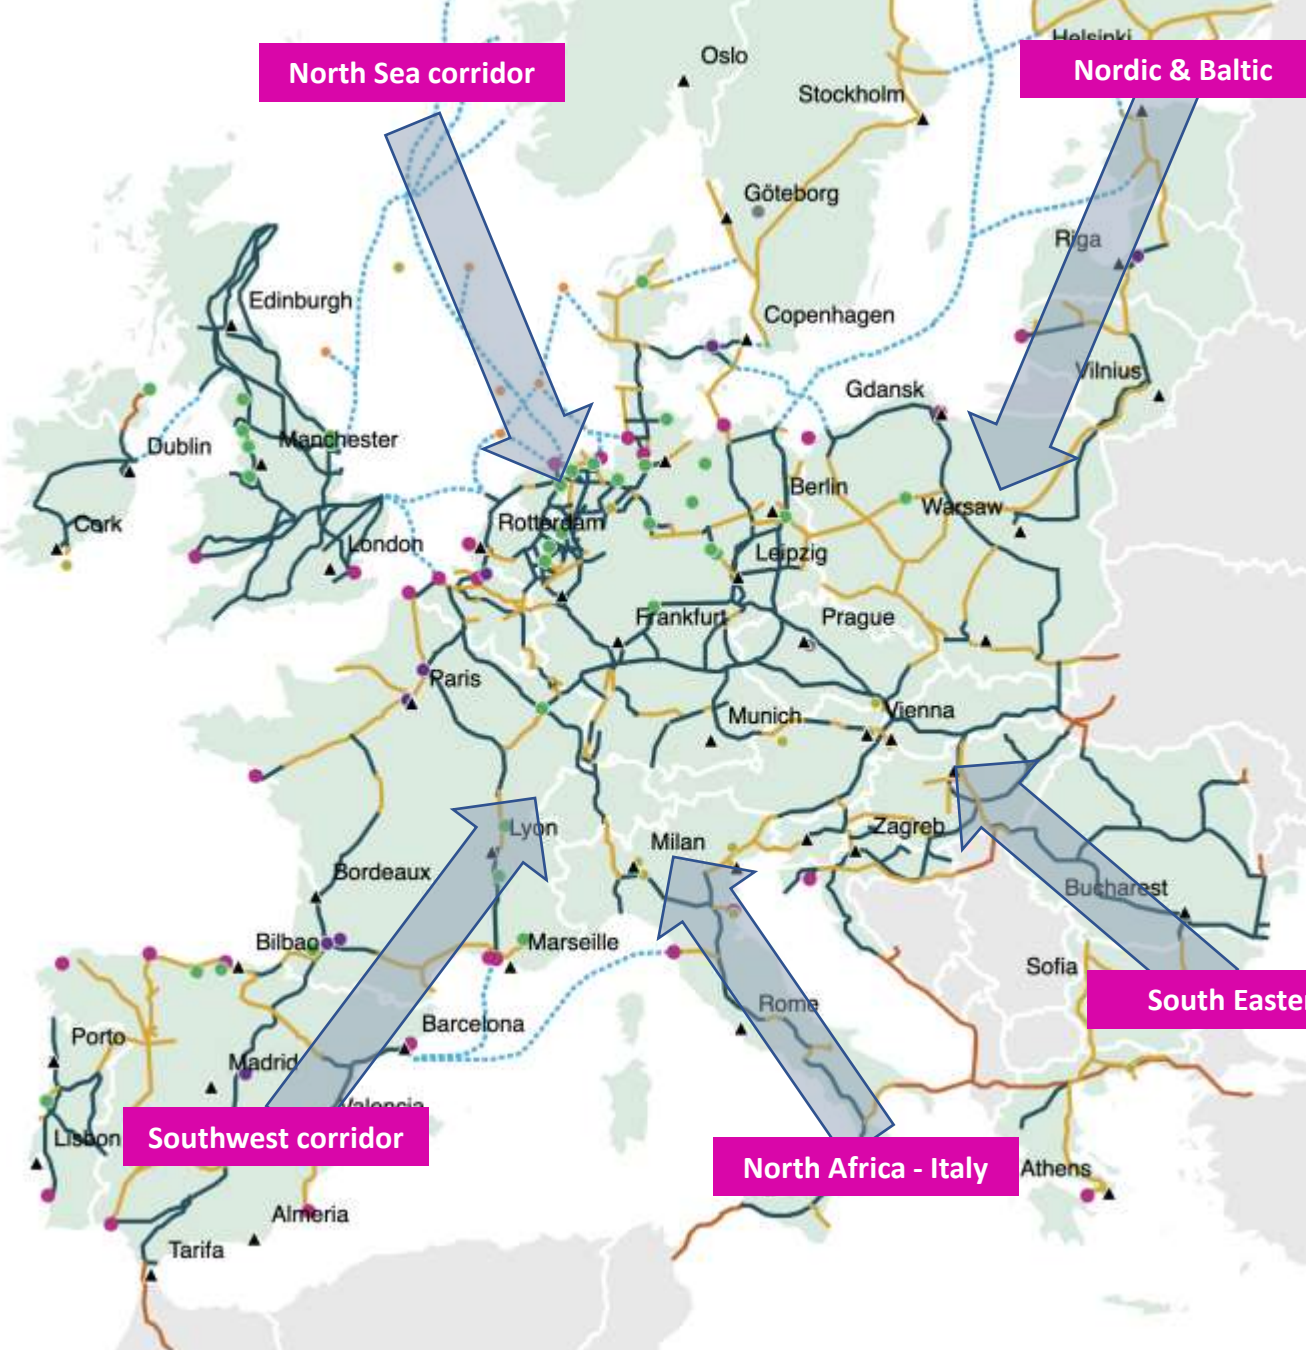 Helsinki
Oslo
North Sea corridor
Nordic & Baltic
Stockholm
Göteborg
Riga
Edinburgh
Copenhagen
Vilnius
Gdansk
Dublin
Manchester
Berlin
Warsaw
Cork
Rotterdam
London
Leipzig
Frankfurt
Prague
Paris
Munich
Vienna
Lyon
Milan
Zagreb
Bordeaux
Bucharest
Bilbao
Marseille
Sofia
South Easte
Rome
Barcelona
Porto
Madrid
Valencia
Lisbon
Southwest corridor
North Africa - Italy
Athens
Almeria
Tarifa